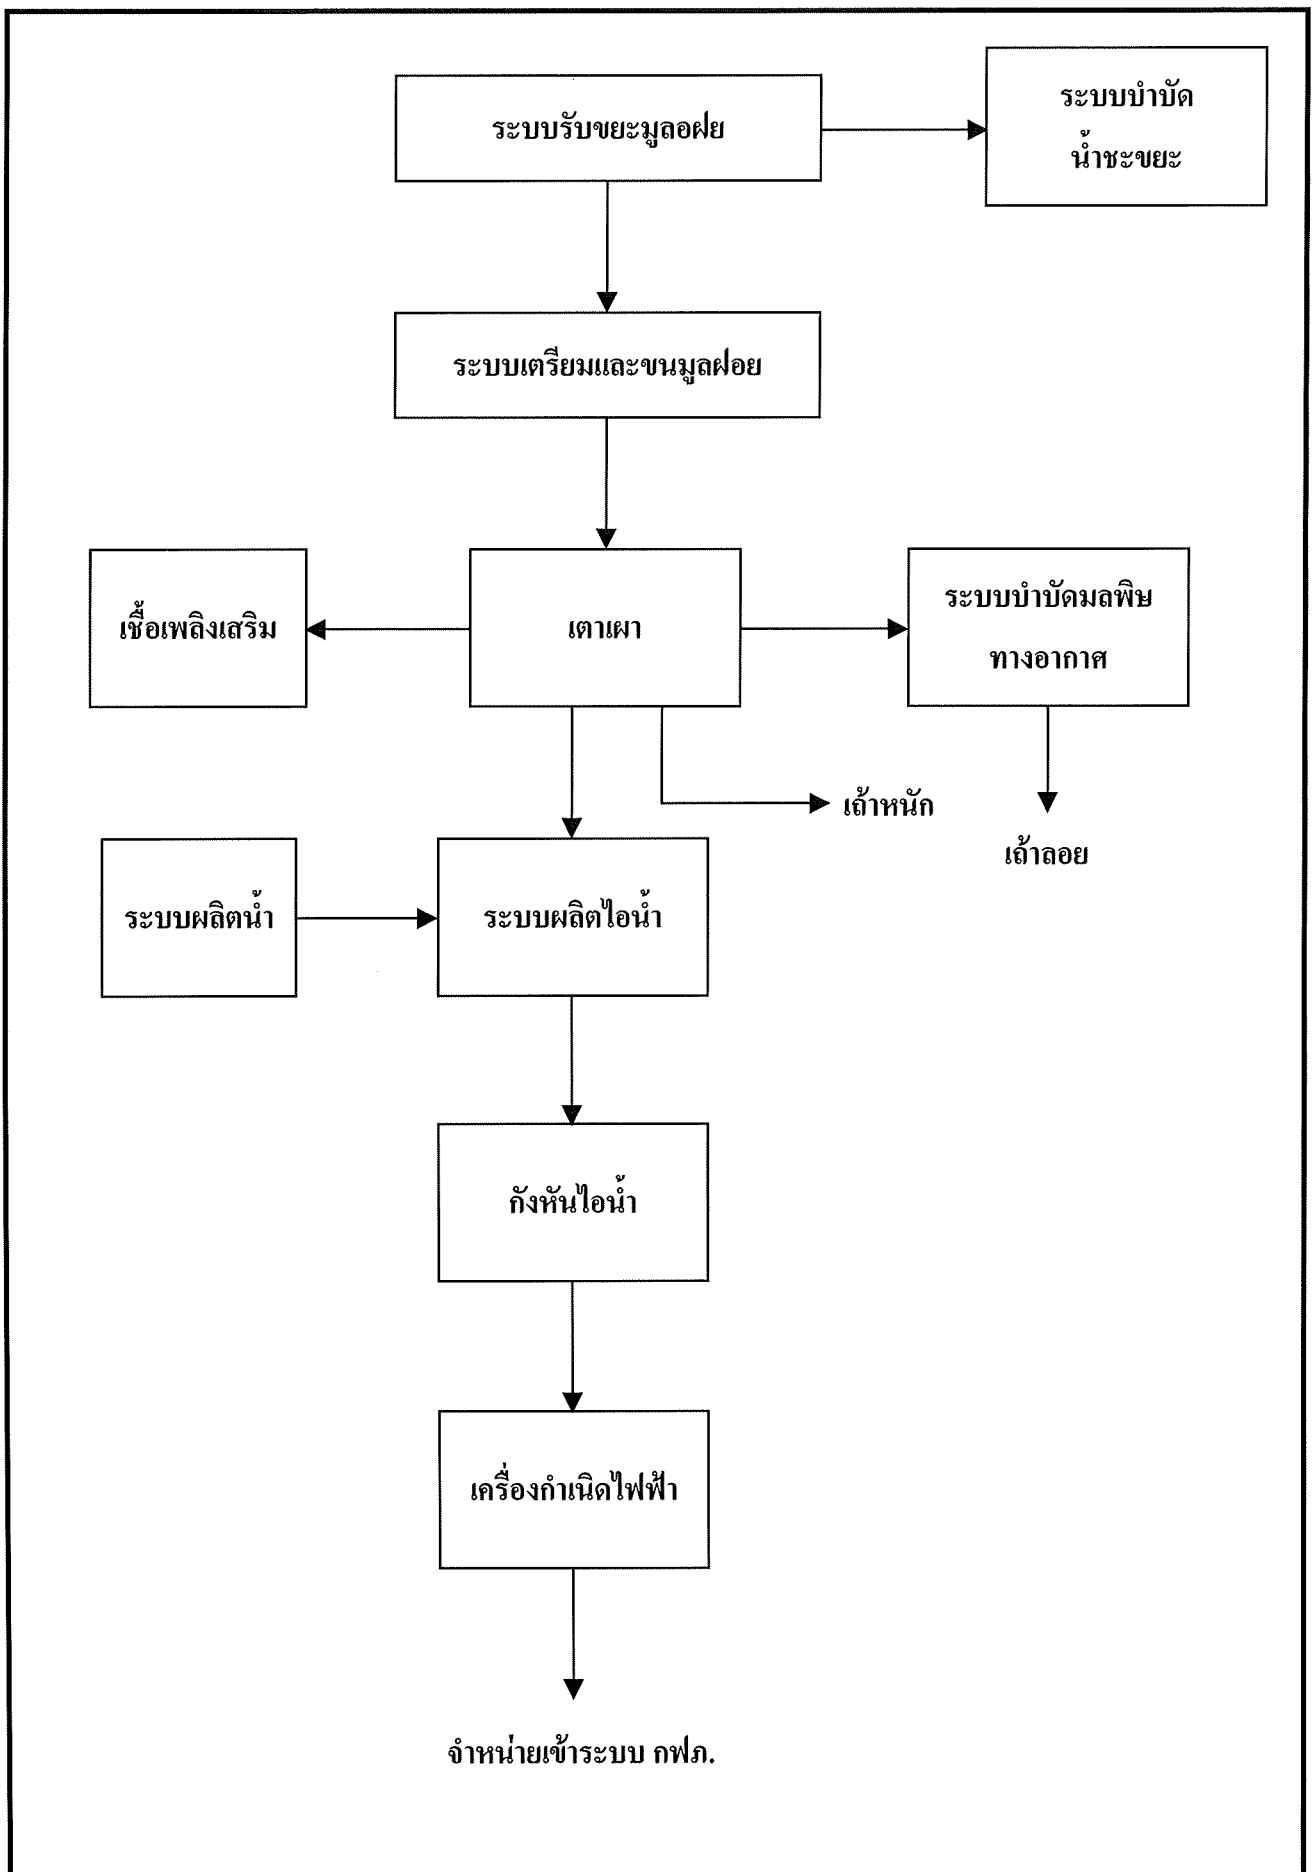 ระบบรับขยะมูลอฝย
ระบบบำบัด
น้ำชะขยะ
ระบบเตรียมและขนมูลฝอย
เชื้อเพลิงเสริม
เตาเผา
ระบบบำบัดมลพิษ
ทางอากาศ
เถ้าหนัก
เถ้าลอย
ระบบผลิตน้ำ
ระบบผลิตไอน้ำ
กังหันไอน้ำ
เครื่องกำเนิดไฟฟ้า
จำหน่ายเข้าระบบ กฟภ.